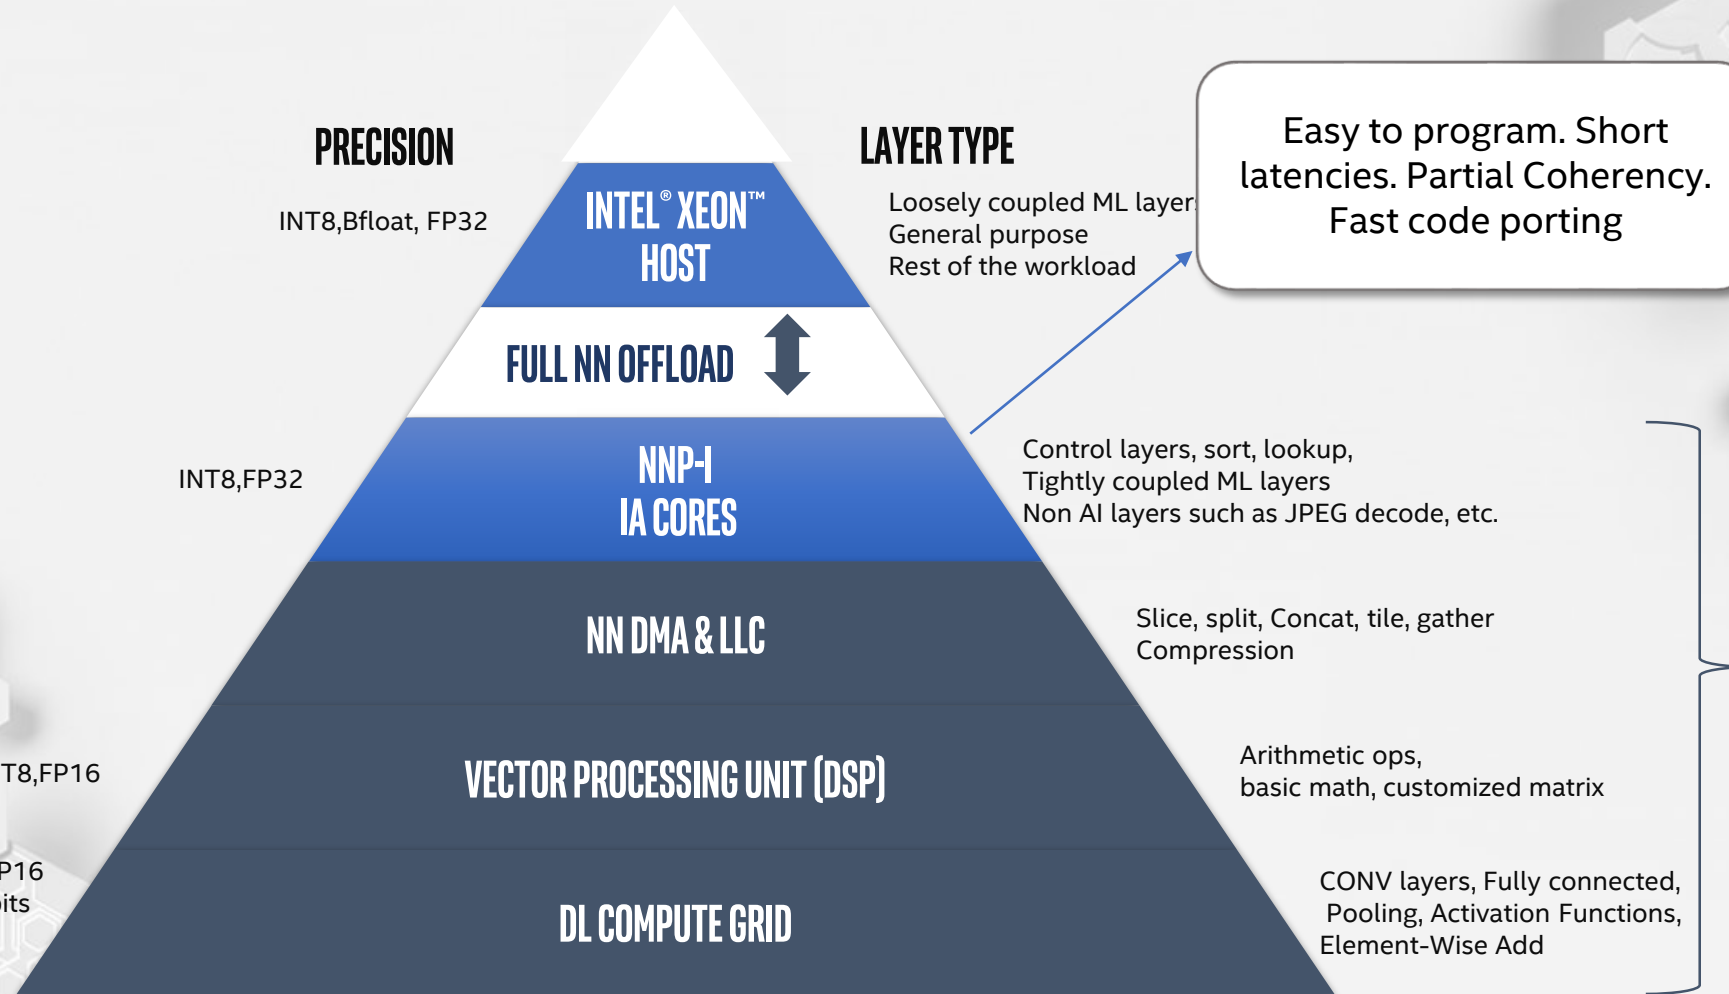 PRECISION
LAYER TYPE
Easy to program. Short
latencies. Partial Coherency.
Fast code porting
INT8,Bfloat, FP32
INTEL® XEON™
HOST
Loosely coupled ML layers
General purpose
Rest of the workload
FULL NN OFFLOAD
INT8,FP32
NNP-I
IA CORES
Control layers, sort, lookup,
Tightly coupled ML layers
Non AI layers such as JPEG decode, etc.
NN DMA & LLC
Slice, split, Concat, tile, gather
Compression
T8,FP16
VECTOR PROCESSING UNIT (DSP)
Arithmetic ops,
basic math, customized matrix
P16
its
DL COMPUTE GRID
CONV layers, Fully connected,
Pooling, Activation Functions,
Element-Wise Add